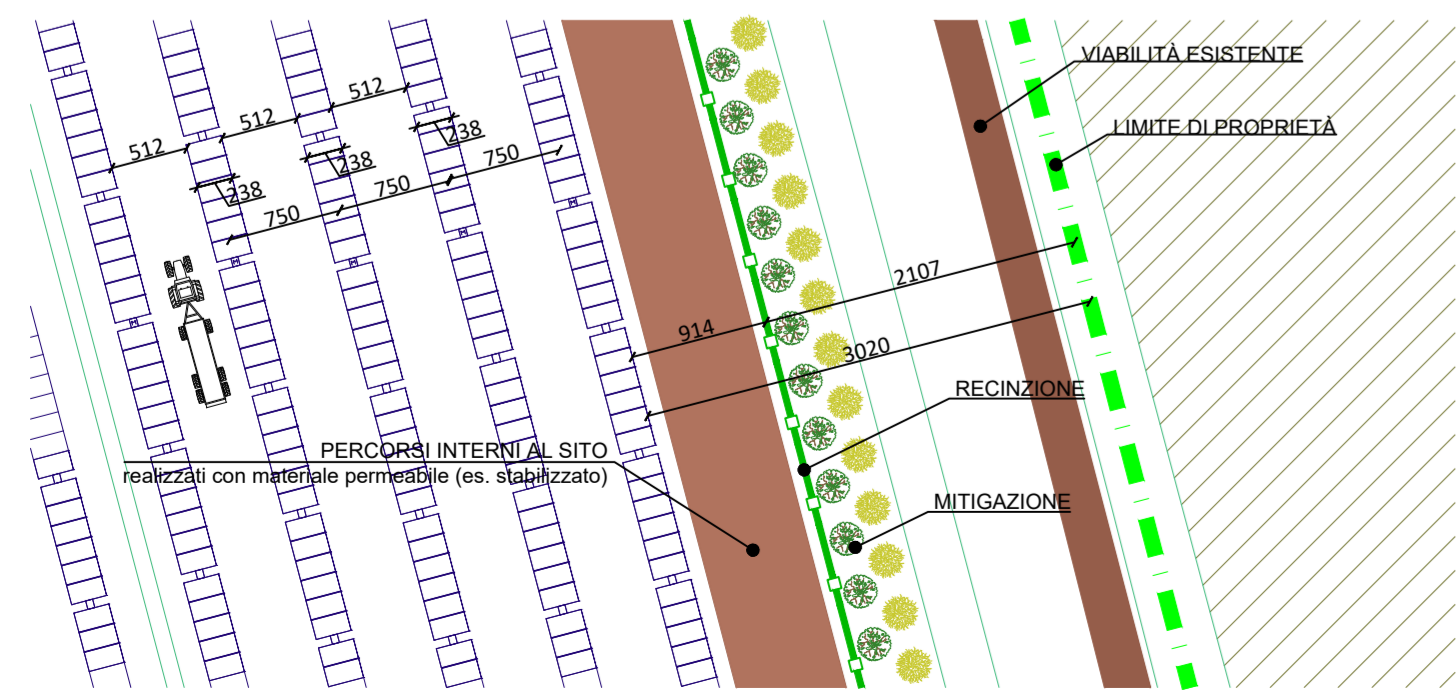 512
512
512
238
238
238
750
750
750
VIABILITÀ ESISTENTE
LIMITE DI PROPRIETÀ
2107
914
3020
RECINZIONE
PERCORSI INTERNI AL SITO
realizzati con materiale permeabile (es. stabilizzato)
MITIGAZIONE